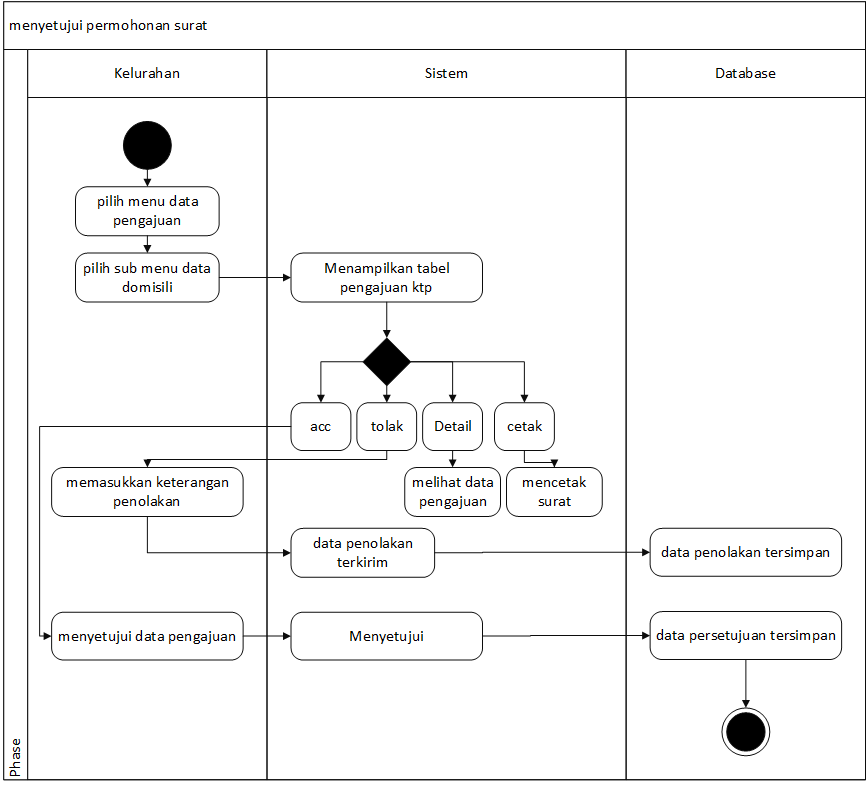 menyetujui permohonan surat
Kelurahan
Sistem
Database
pilih menu data
pengajuan
pilih sub menu data
domisili
Menampilkan tabel
pengajuan ktp
acc
tolak
Detail
cetak
memasukkan keterangan
penolakan
melihat data
pengajuan
mencetak
surat
data penolakan
terkirim
data penolakan tersimpan
menyetujui data pengajuan
Menyetujui
data persetujuan tersimpan
Phase